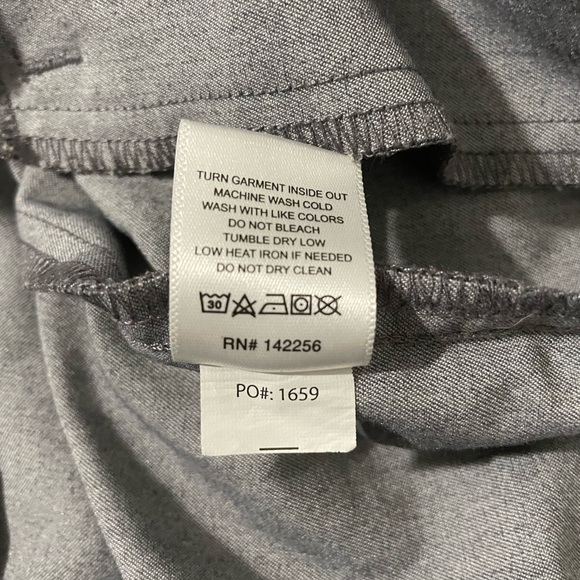 TURN GARMENT INSIDE OUT
MACHINE WASH COLD
WASH WITH LIKE COLORS
DO NOT BLEACH
TUMBLE DRY LOW
LOW HEAT IRON IF NEEDED
DO NOT DRY CLEAN
30
RN# 142256
PO#: 1659